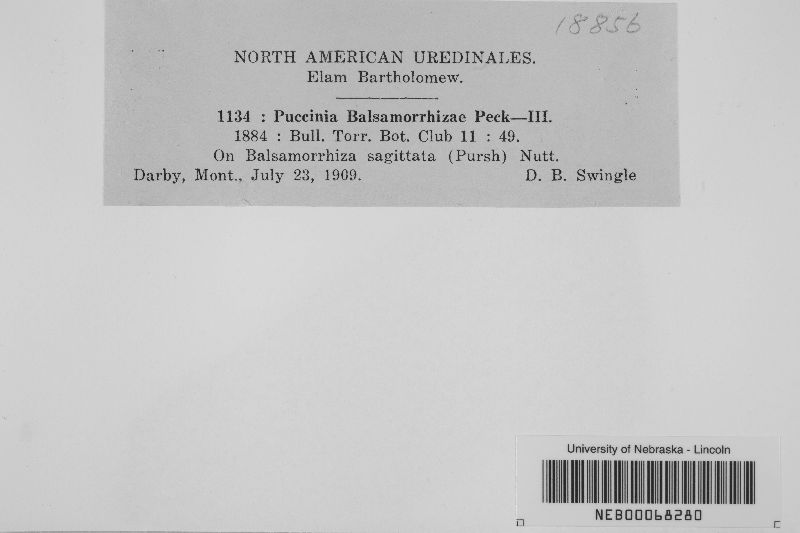 18856
NORTH AMERICAN UREDINALES.
Elam Bartholomew.
1134 : Puccinia Balsamorrhizae Peck—III.
1884 : Bull. Torr. Bot. Club 11 : 49.
On Balsamorrhiza sagittata (Pursh) Nutt.
Darby, Mont., July 23, 1909. D. B. Swingle
University of Nebraska - Lincoln
NEB00068280